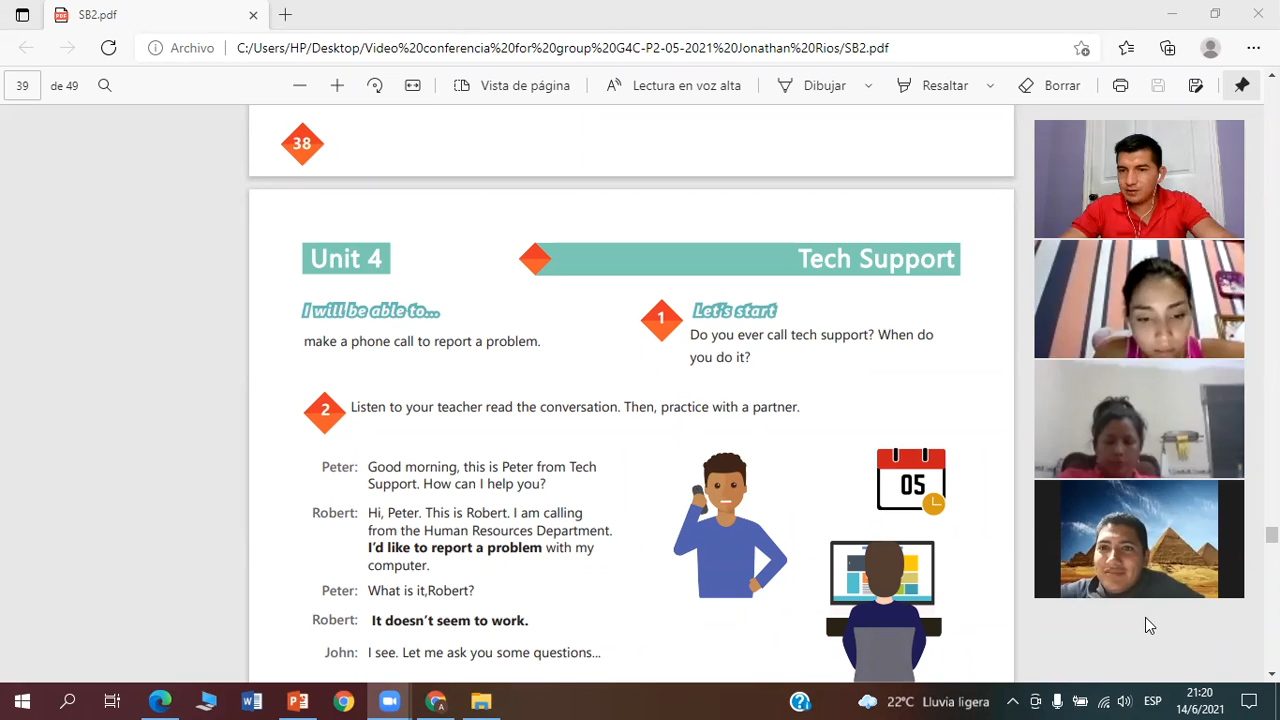 SB2.pdf
Archivo C:/Users/HP/Desktop/Video%20conferencia%20for%20group%20G4C-P2-05-2021%20Jonathan%20Rios/SB2.pdf
39 de 49 Vista de página Lectura en voz alta Dibujar Resaltar Borrar
38
Unit 4 Tech Support
I will be able to...
make a phone call to report a problem.
1 Let's start
Do you ever call tech support? When do
you do it?
2 Listen to your teacher read the conversation. Then, practice with a partner.
Peter: Good morning, this is Peter from Tech
Support. How can I help you?
Robert: Hi, Peter. This is Robert. I am calling
from the Human Resources Department.
I'd like to report a problem with my
computer.
Peter: What is it,Robert?
Robert: It doesn't seem to work.
John: I see. Let me ask you some questions...
05
22°C Lluvia ligera ESP 21:20
14/6/2021